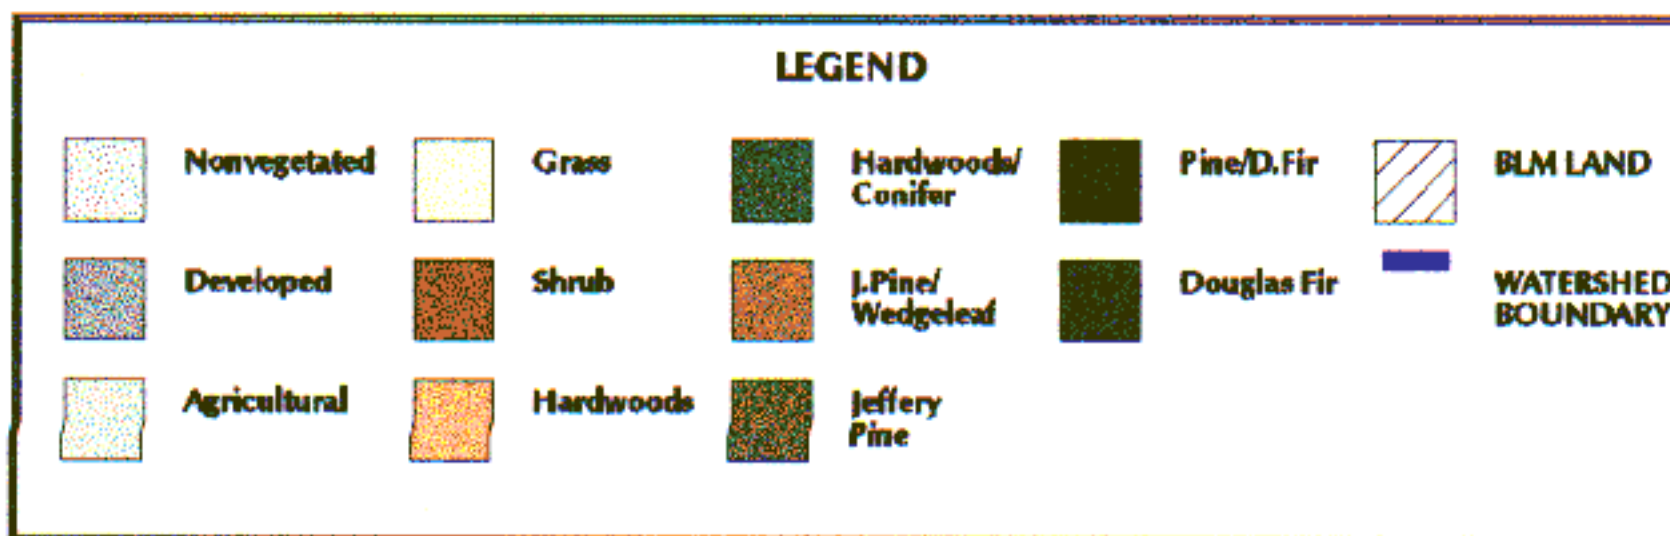 LEGEND
Nonvegetated
Developed
Agricultural
Grass
Shrub
Hardwoods
Hardwoods/
Conifer
J.Pine/
Wedgeleaf
Jeffery
Pine
Pine/D.Fir
Douglas Fir
BLM LAND
WATERSHED
BOUNDARY